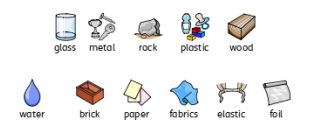 glass metal rock plastic wood
water brick paper fabrics elastic foil